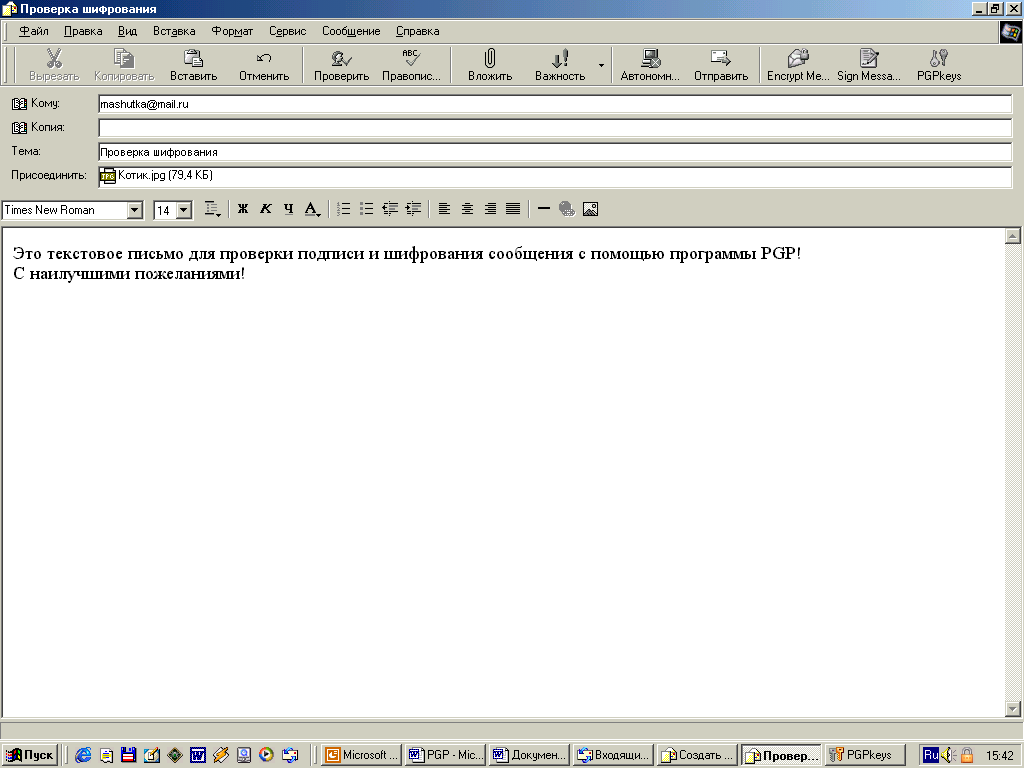 Проверка шифрования
Файл Правка Вид Вставка Формат Сервис Сообщение Справка
Вырезать Копировать Вставить Отменить Проверить Правопис... Вложить Важность Автономн... Отправить Encrypt Me... Sign Messa... PGPkeys
Кому: mashutka@mail.ru
Копия:
Тема: Проверка шифрования
Присоединить: Котик.jpg (79,4 КБ)
Times New Roman 14 Ж К Ч А
Это текстовое письмо для проверки подписи и шифрования сообщения с помощью программы PGP!
С наилучшими пожеланиями!
Пуск Microsoft ... PGP - Mic... Докумен... Входящи... Создать ... Провер... PGPkeys Ru 15:42